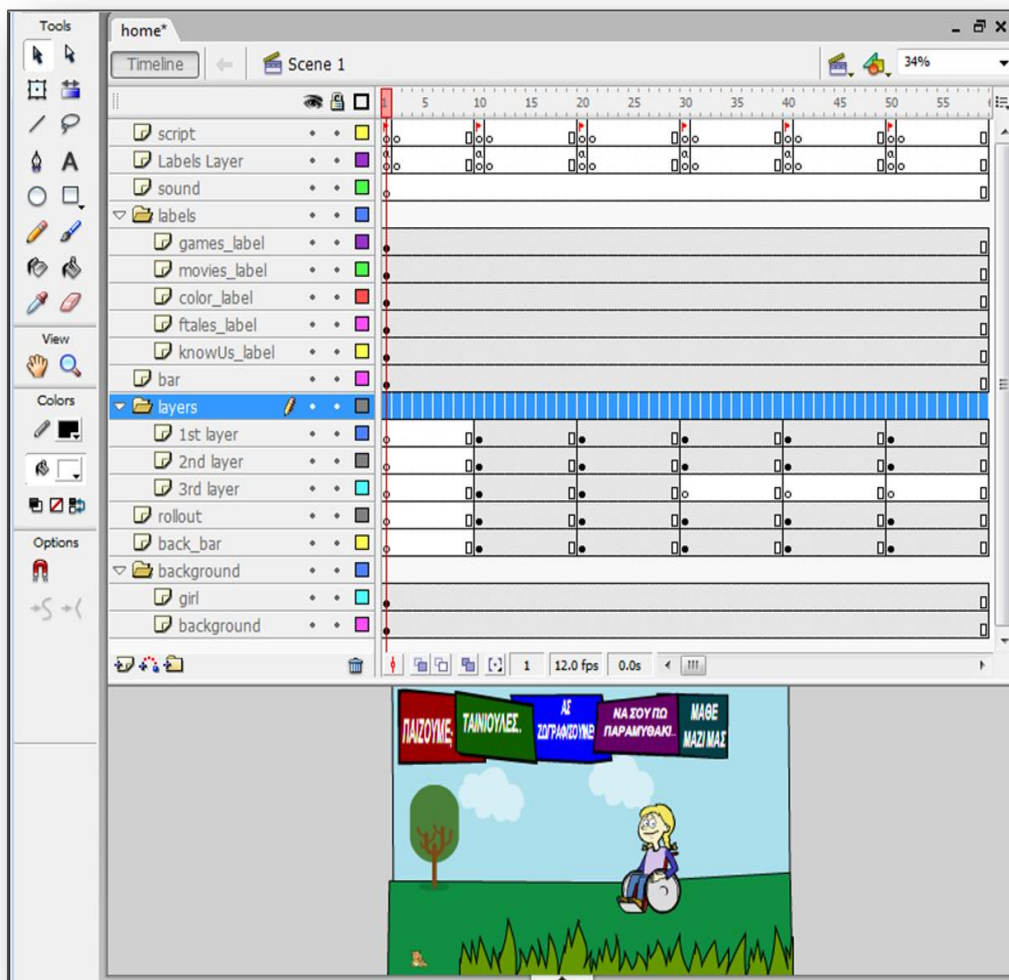 Tools
home*
Timeline
Scene 1
34%
1 5 10 15 20 25 30 35 40 45 50 55
script
Labels Layer
sound
labels
games_label
movies_label
color_label
ftales_label
knowUs_label
bar
layers
1st layer
2nd layer
3rd layer
rollout
back_bar
background
girl
background
View
Colors
Options
1 12.0 fps 0.0s
ΠΑΙΖΟΥΜΕ;
ΤΑΙΝΙΟΥΛΕΣ..
ΑΣ
ΖΩΓΡΑΦΙΣΟΥΜΕ
ΝΑ ΣΟΥ ΠΩ
ΠΑΡΑΜΥΘΑΚΙ..
ΜΑΘΕ
ΜΑΖΙ ΜΑΣ